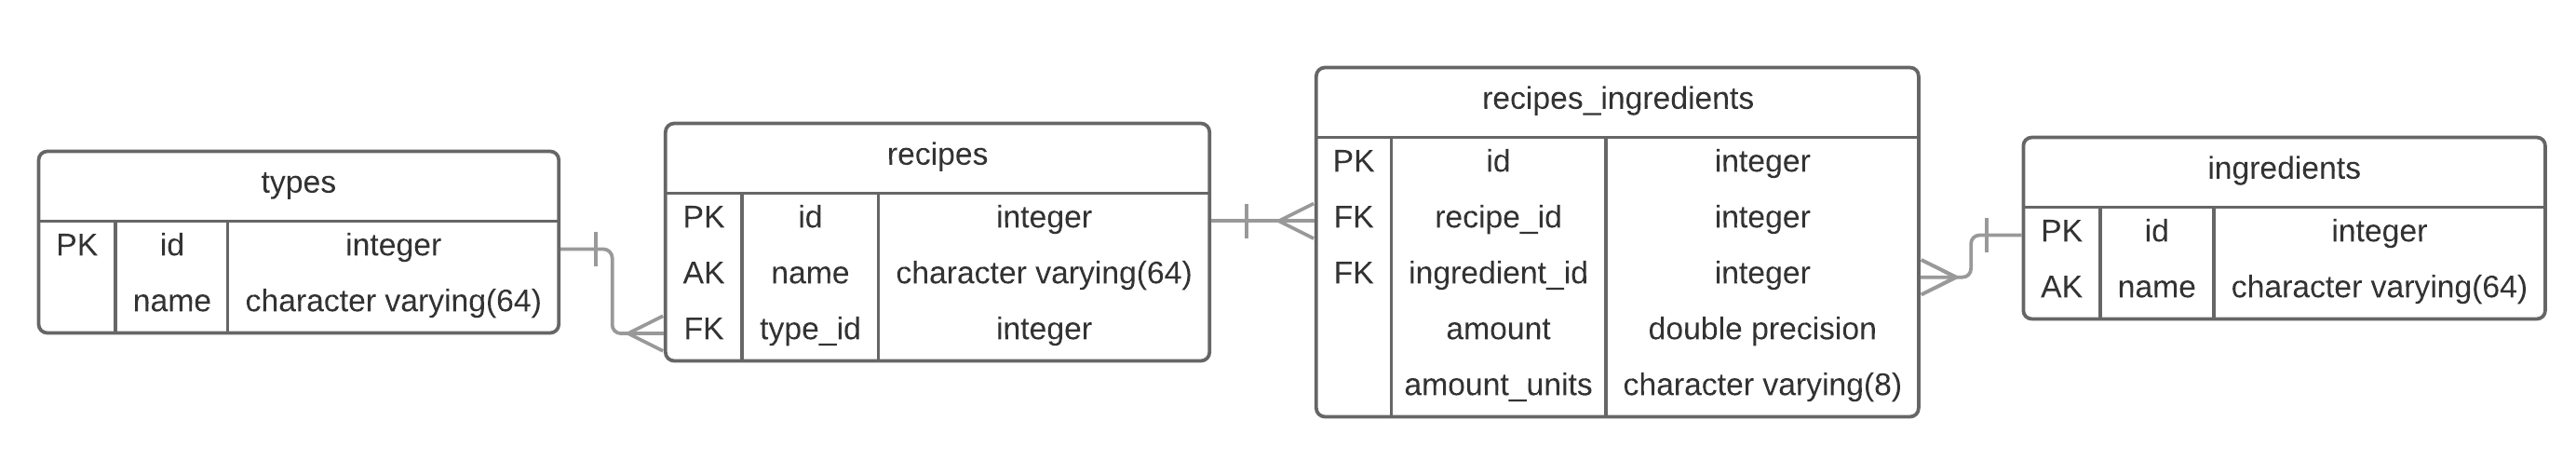 types
PK id integer
name character varying(64)
recipes
PK id integer
AK name character varying(64)
FK type_id integer
recipes_ingredients
PK id integer
FK recipe_id integer
FK ingredient_id integer
amount double precision
amount_units character varying(8)
ingredients
PK id integer
AK name character varying(64)